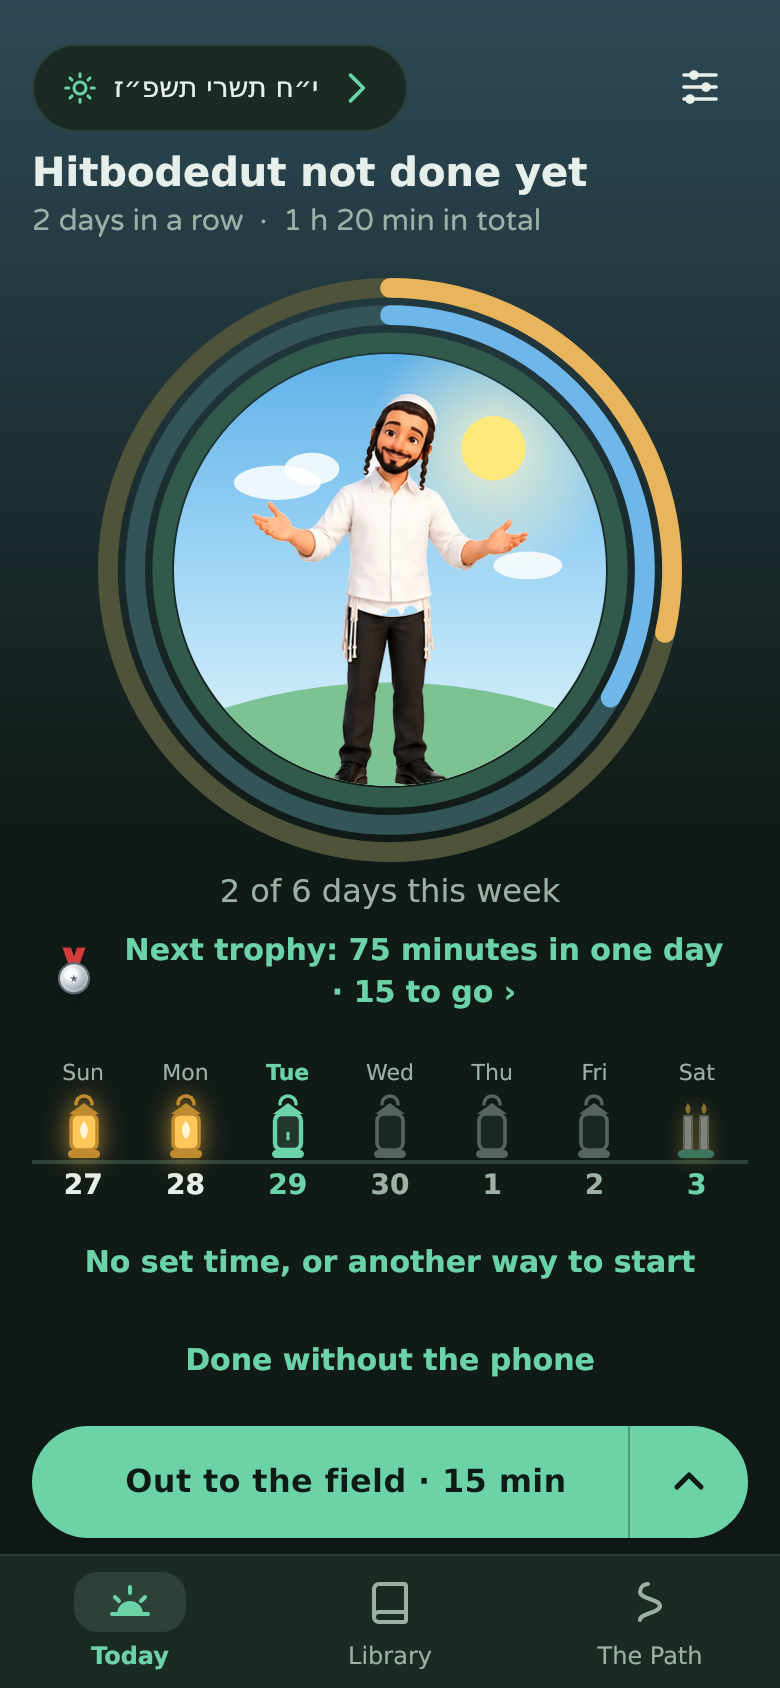 י״ח תשרי תשפ״ז
Hitbodedut not done yet
2 days in a row · 1 h 20 min in total
2 of 6 days this week
Next trophy: 75 minutes in one day
· 15 to go ›
Sun Mon Tue Wed Thu Fri Sat
27 28 29 30 1 2 3
No set time, or another way to start
Done without the phone
Out to the field · 15 min
Today Library The Path